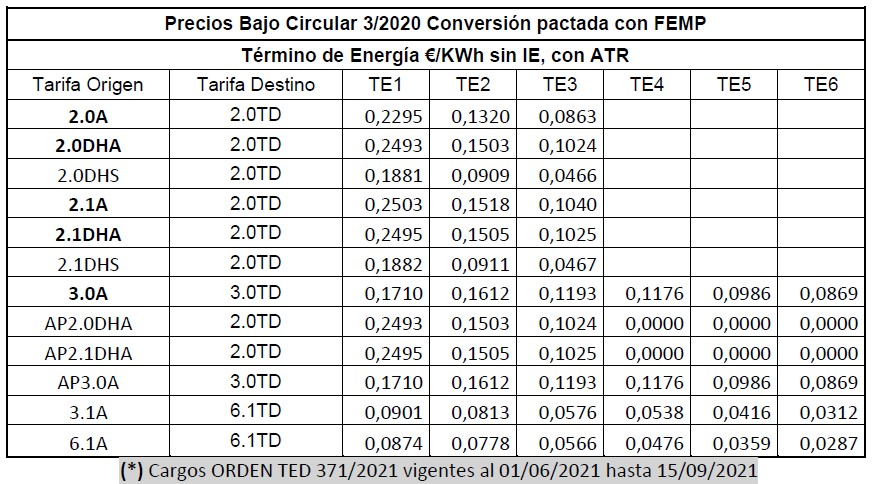 Precios Bajo Circular 3/2020 Conversión pactada con FEMP
Término de Energía €/KWh sin IE, con ATR
Tarifa Origen Tarifa Destino TE1 TE2 TE3 TE4 TE5 TE6
2.0A 2.0TD 0,2295 0,1320 0,0863
2.0DHA 2.0TD 0,2493 0,1503 0,1024
2.0DHS 2.0TD 0,1881 0,0909 0,0466
2.1A 2.0TD 0,2503 0,1518 0,1040
2.1DHA 2.0TD 0,2495 0,1505 0,1025
2.1DHS 2.0TD 0,1882 0,0911 0,0467
3.0A 3.0TD 0,1710 0,1612 0,1193 0,1176 0,0986 0,0869
AP2.0DHA 2.0TD 0,2493 0,1503 0,1024 0,0000 0,0000 0,0000
AP2.1DHA 2.0TD 0,2495 0,1505 0,1025 0,0000 0,0000 0,0000
AP3.0A 3.0TD 0,1710 0,1612 0,1193 0,1176 0,0986 0,0869
3.1A 6.1TD 0,0901 0,0813 0,0576 0,0538 0,0416 0,0312
6.1A 6.1TD 0,0874 0,0778 0,0566 0,0476 0,0359 0,0287
(*) Cargos ORDEN TED 371/2021 vigentes al 01/06/2021 hasta 15/09/2021